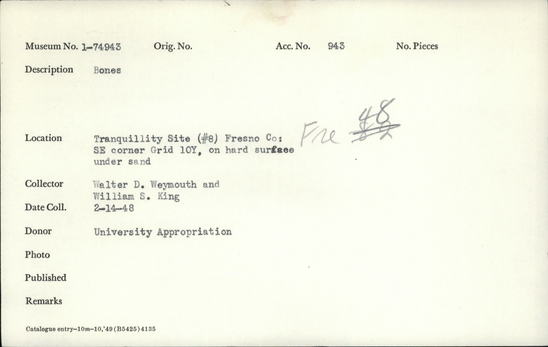 Museum No. 1-74943 Orig. No. Acc. No. 943 No. Pieces
Description Bones
48
Location Tranquillity Site (#8) Fresno Co: Fre
SE corner Grid 10Y, on hard surface
under sand
Collector Walter D. Weymouth and
William S. King
Date Coll. 2-14-48
Donor University Appropriation
Photo
Published
Remarks
Catalogue entry—10m-10,'49 (B5425) 4135